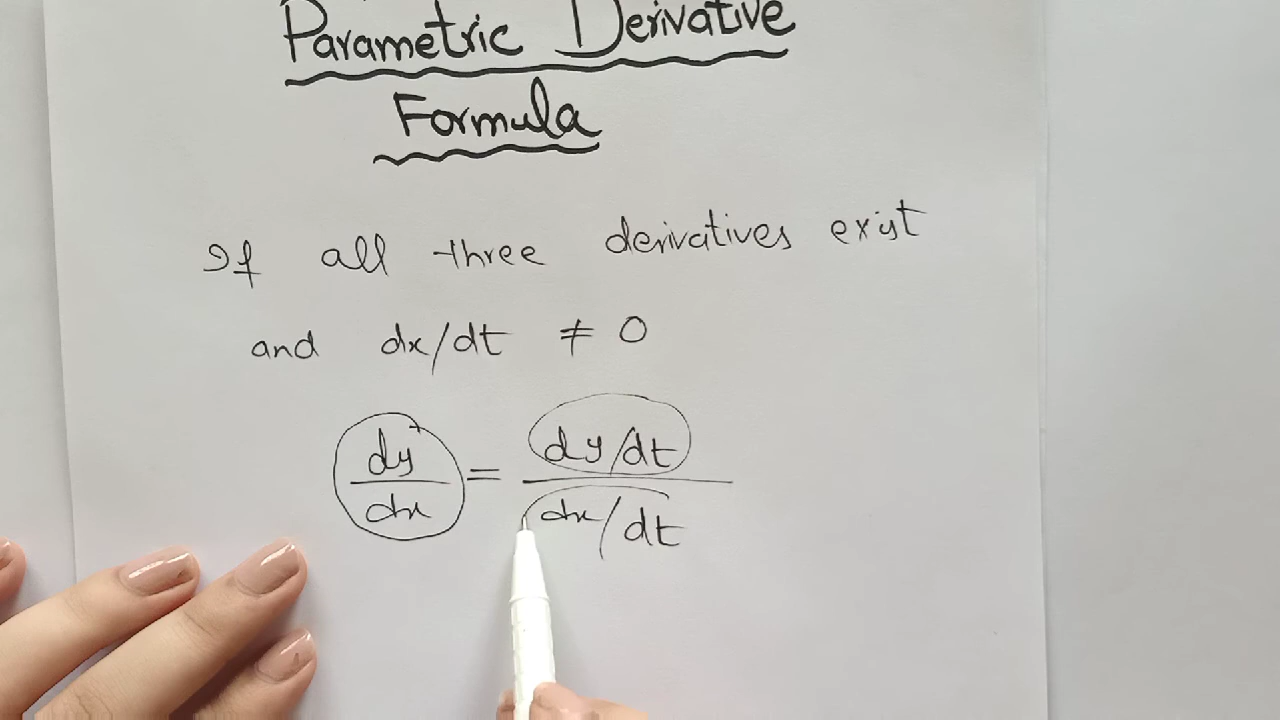 Parametric Derivative
Formula
If all three derivatives exist
and dx/dt ≠ 0
dy/dx = (dy/dt)/(dx/dt)